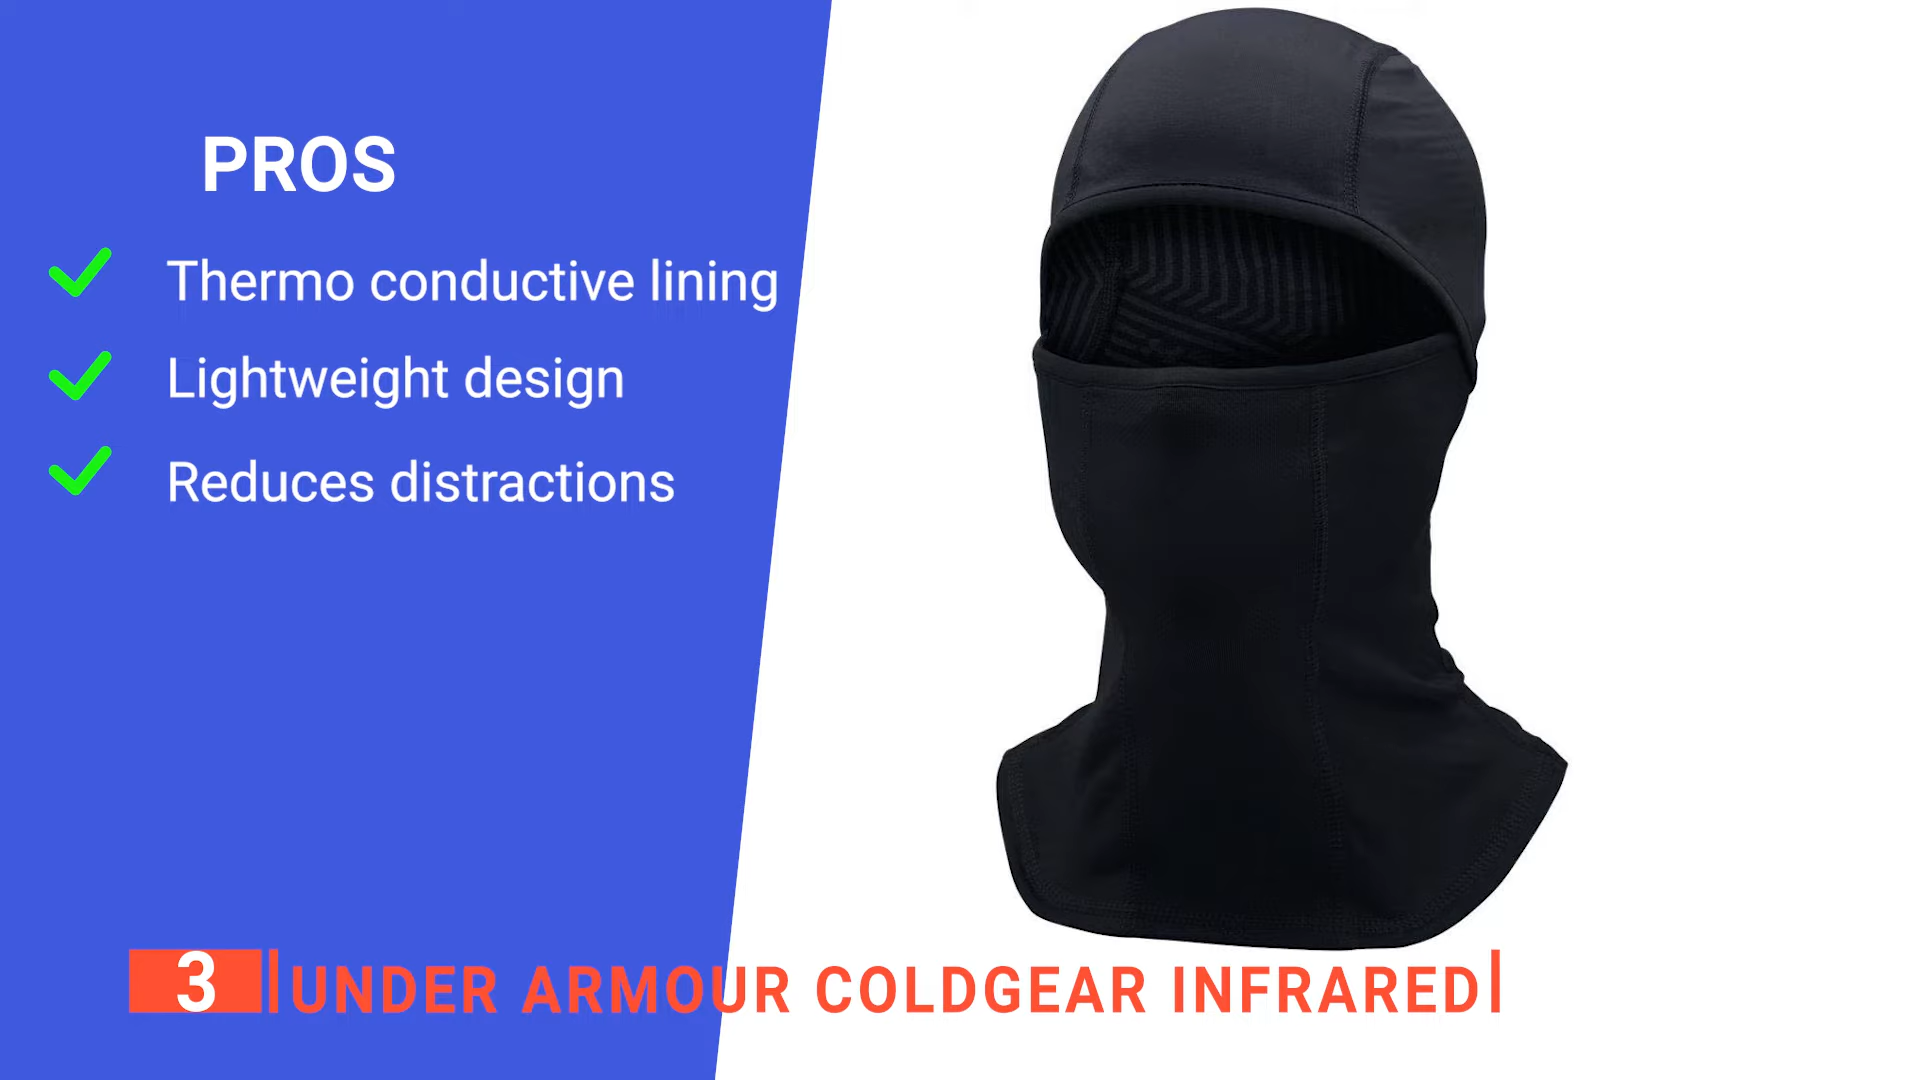 PROS
Thermo conductive lining
Lightweight design
Reduces distractions
3 UNDER ARMOUR COLDGEAR INFRARED